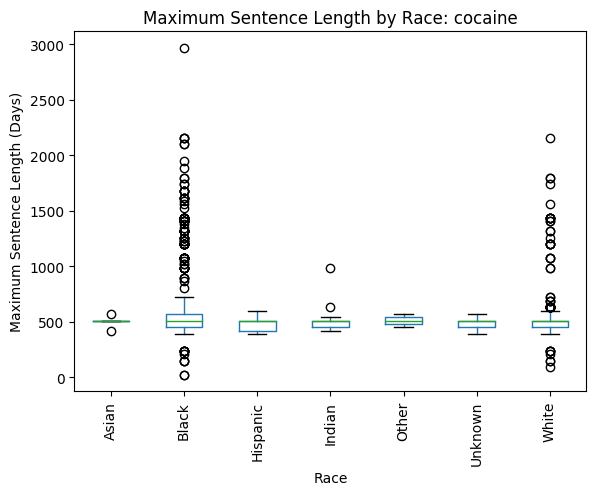 Maximum Sentence Length by Race: cocaine
3000
2500
2000
1500
1000
500
0
Maximum Sentence Length (Days)
Asian
Black
Hispanic
Indian
Other
Unknown
White
Race